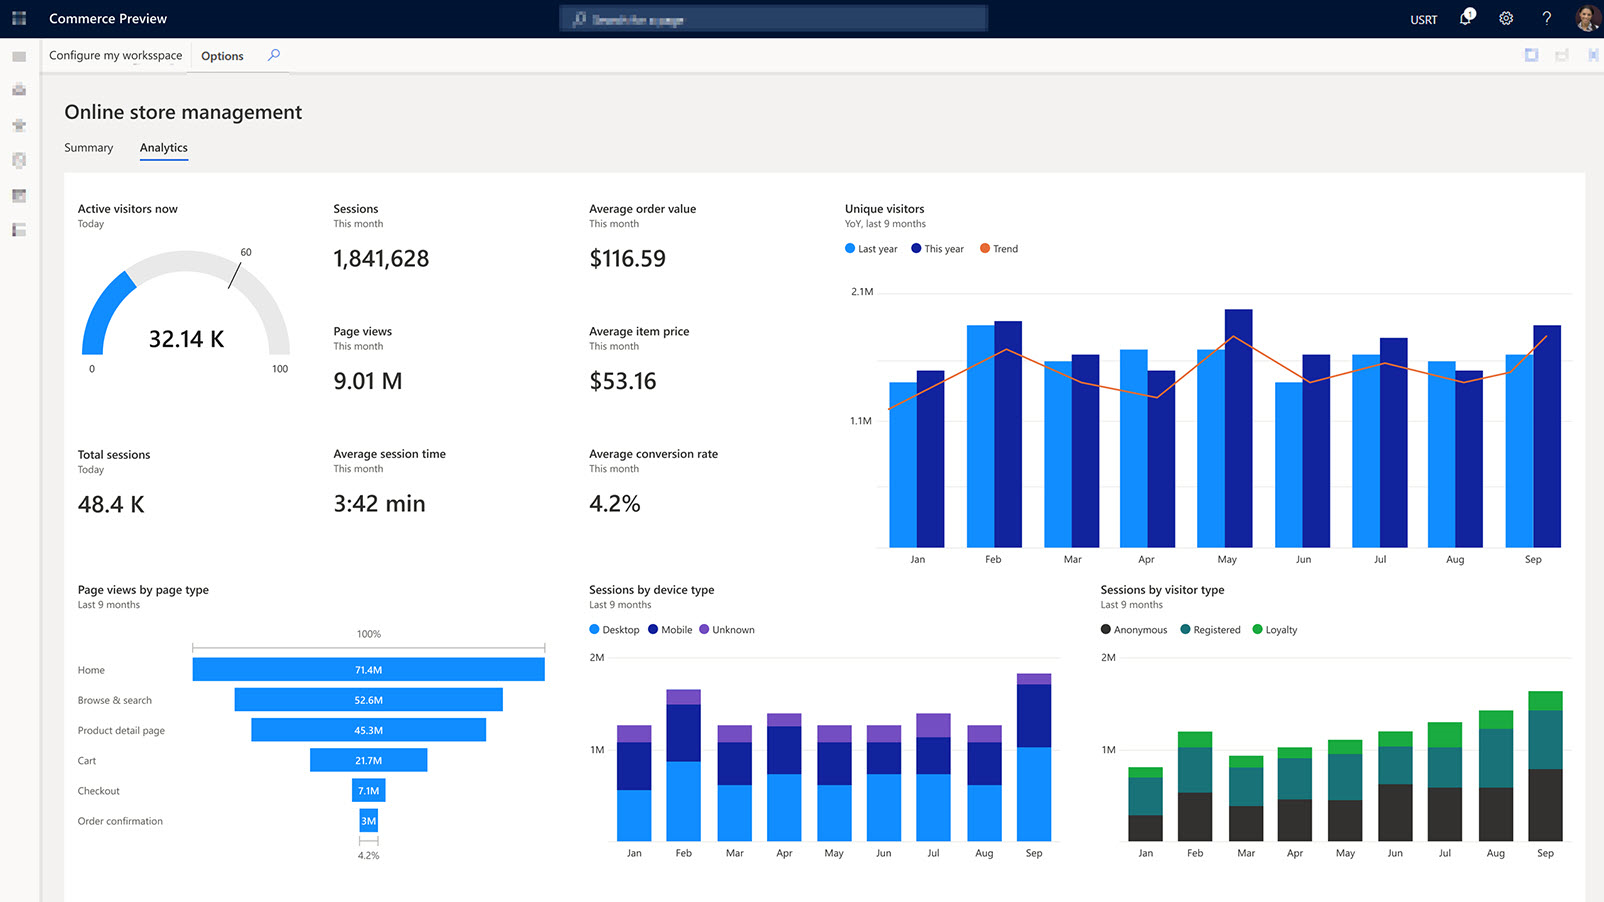 Commerce Preview
USRT
1
?
Configure my worksspace
Options
Online store management
Summary
Analytics
Active visitors now
Today
60
32.14 K
0
100
Sessions
This month
1,841,628
Average order value
This month
$116.59
Page views
This month
9.01 M
Average item price
This month
$53.16
Total sessions
Today
48.4 K
Average session time
This month
3:42 min
Average conversion rate
This month
4.2%
Unique visitors
YoY, last 9 months
Last year This year Trend
2.1M
1.1M
Jan Feb Mar Apr May Jun Jul Aug Sep
Page views by page type
Last 9 months
100%
Home 71.4M
Browse & search 52.6M
Product detail page 45.3M
Cart 21.7M
Checkout 7.1M
Order confirmation 3M
4.2%
Sessions by device type
Last 9 months
Desktop Mobile Unknown
2M
1M
Jan Feb Mar Apr May Jun Jul Aug Sep
Sessions by visitor type
Last 9 months
Anonymous Registered Loyalty
2M
1M
Jan Feb Mar Apr May Jun Jul Aug Sep